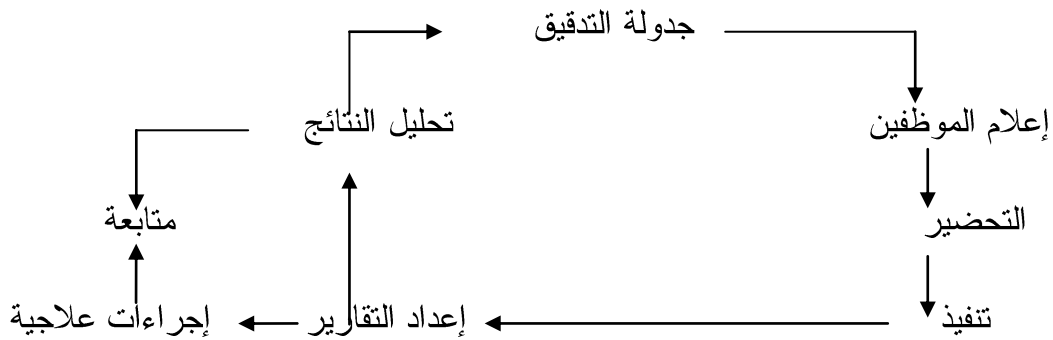 جدولة التدقيق
إعلام الموظفين
تحليل النتائج
التحضير
متابعة
تنفيذ
إعداد التقارير
إجراءات علاجية